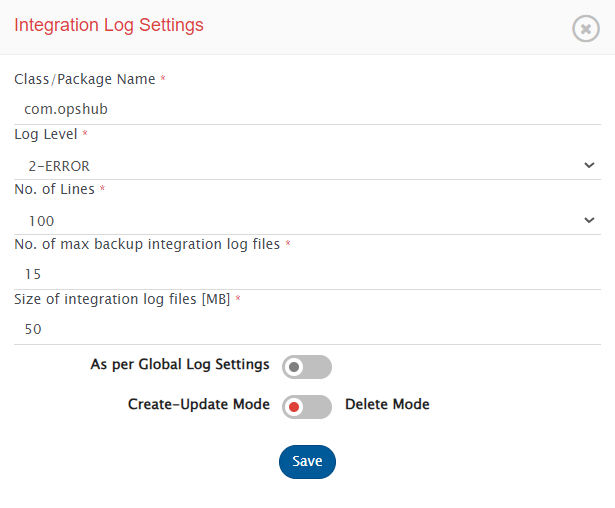 Integration Log Settings
Class/Package Name *
com.opshub
Log Level *
2-ERROR
No. of Lines *
100
No. of max backup integration log files *
15
Size of integration log files [MB] *
50
As per Global Log Settings
Create-Update Mode Delete Mode
Save